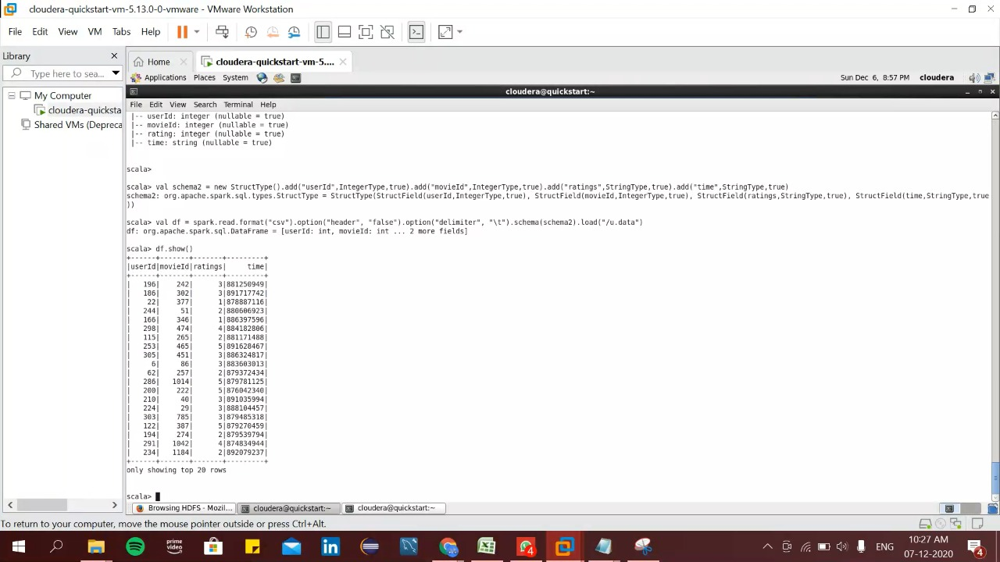 cloudera-quickstart-vm-5.13.0-0-vmware - VMware Workstation
File Edit View VM Tabs Help
Library
Type here to sea...
My Computer
cloudera-quicksta
Shared VMs (Depreca
Home
cloudera-quickstart-vm-5....
Applications Places System
Sun Dec 6, 8:57 PM cloudera
cloudera@quickstart:~
File Edit View Search Terminal Help
|-- userId: integer (nullable = true)
|-- movieId: integer (nullable = true)
|-- rating: integer (nullable = true)
|-- time: string (nullable = true)
scala>
scala> val schema2 = new StructType().add("userId",IntegerType,true).add("movieId",IntegerType,true).add("ratings",StringType,true).add("time",StringType,true)
schema2: org.apache.spark.sql.types.StructType = StructType(StructField(userId,IntegerType,true), StructField(movieId,IntegerType,true), StructField(ratings,StringType,true), StructField(time,StringType,true
))
scala> val df = spark.read.format("csv").option("header", "false").option("delimiter", "\t").schema(schema2).load("/u.data")
df: org.apache.spark.sql.DataFrame = [userId: int, movieId: int ... 2 more fields]
scala> df.show()
+------+-------+-------+---------+
|userId|movieId|ratings|     time|
+------+-------+-------+---------+
|   196|    242|      3|881250949|
|   186|    302|      3|891717742|
|    22|    377|      1|878887116|
|   244|     51|      2|880606923|
|   166|    346|      1|886397596|
|   298|    474|      4|884182806|
|   115|    265|      2|881171488|
|   253|    465|      5|891628467|
|   305|    451|      3|886324817|
|     6|     86|      3|883603013|
|    62|    257|      2|879372434|
|   286|   1014|      5|879781125|
|   200|    222|      5|876042340|
|   210|     40|      3|891035994|
|   224|     29|      3|888104457|
|   303|    785|      3|879485318|
|   122|    387|      5|879270459|
|   194|    274|      2|879539794|
|   291|   1042|      4|874834944|
|   234|   1184|      2|892079237|
+------+-------+-------+---------+
only showing top 20 rows
scala>
Browsing HDFS - Mozil...
cloudera@quickstart:~
cloudera@quickstart:~
To return to your computer, move the mouse pointer outside or press Ctrl+Alt.
prime video
4
ENG
10:27 AM
07-12-2020
4